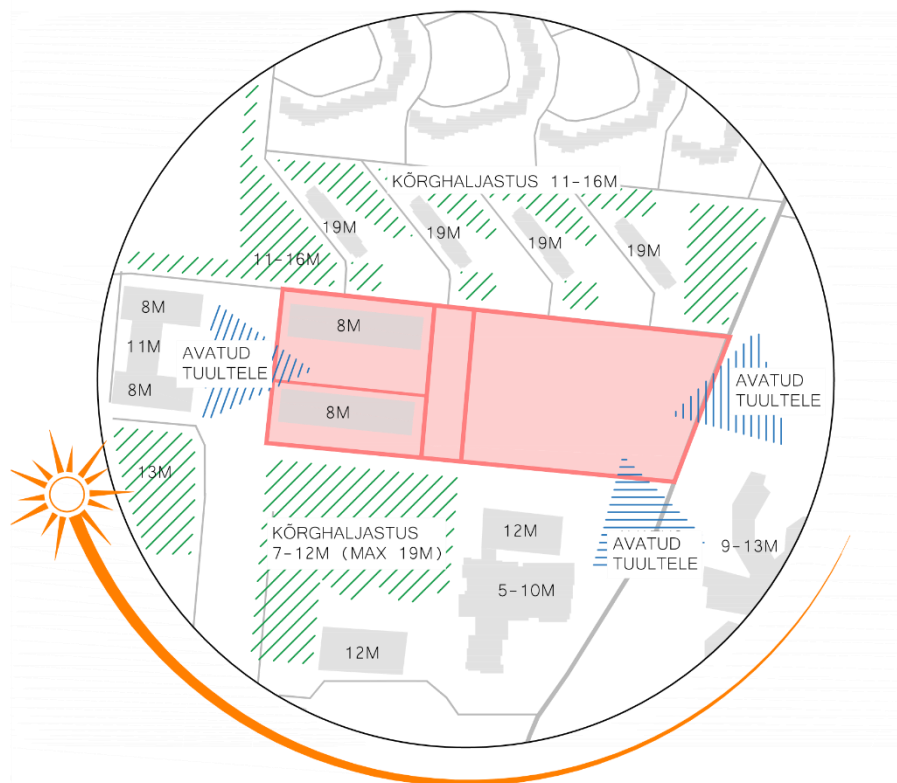 KÕRGHALJASTUS 11-16M
19M
19M
19M
19M
11-16M
8M
8M
11M
AVATUD
TUULTELE
8M
8M
AVATUD
TUULTELE
13M
KÕRGHALJASTUS
7-12M (MAX 19M)
12M
AVATUD
TUULTELE
9-13M
5-10M
12M